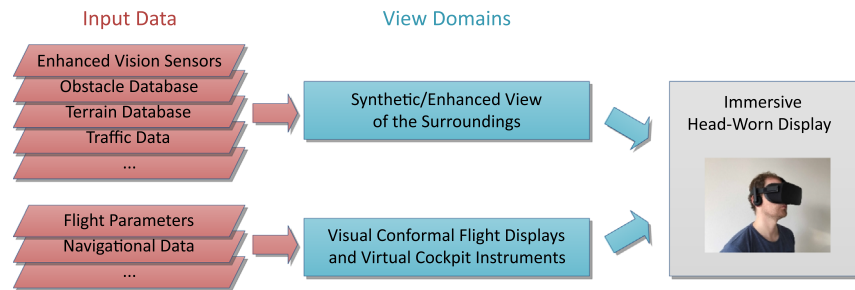 Input Data
View Domains
Enhanced Vision Sensors
Obstacle Database
Terrain Database
Traffic Data
...
Synthetic/Enhanced View
of the Surroundings
Immersive
Head-Worn Display
Flight Parameters
Navigational Data
...
Visual Conformal Flight Displays
and Virtual Cockpit Instruments